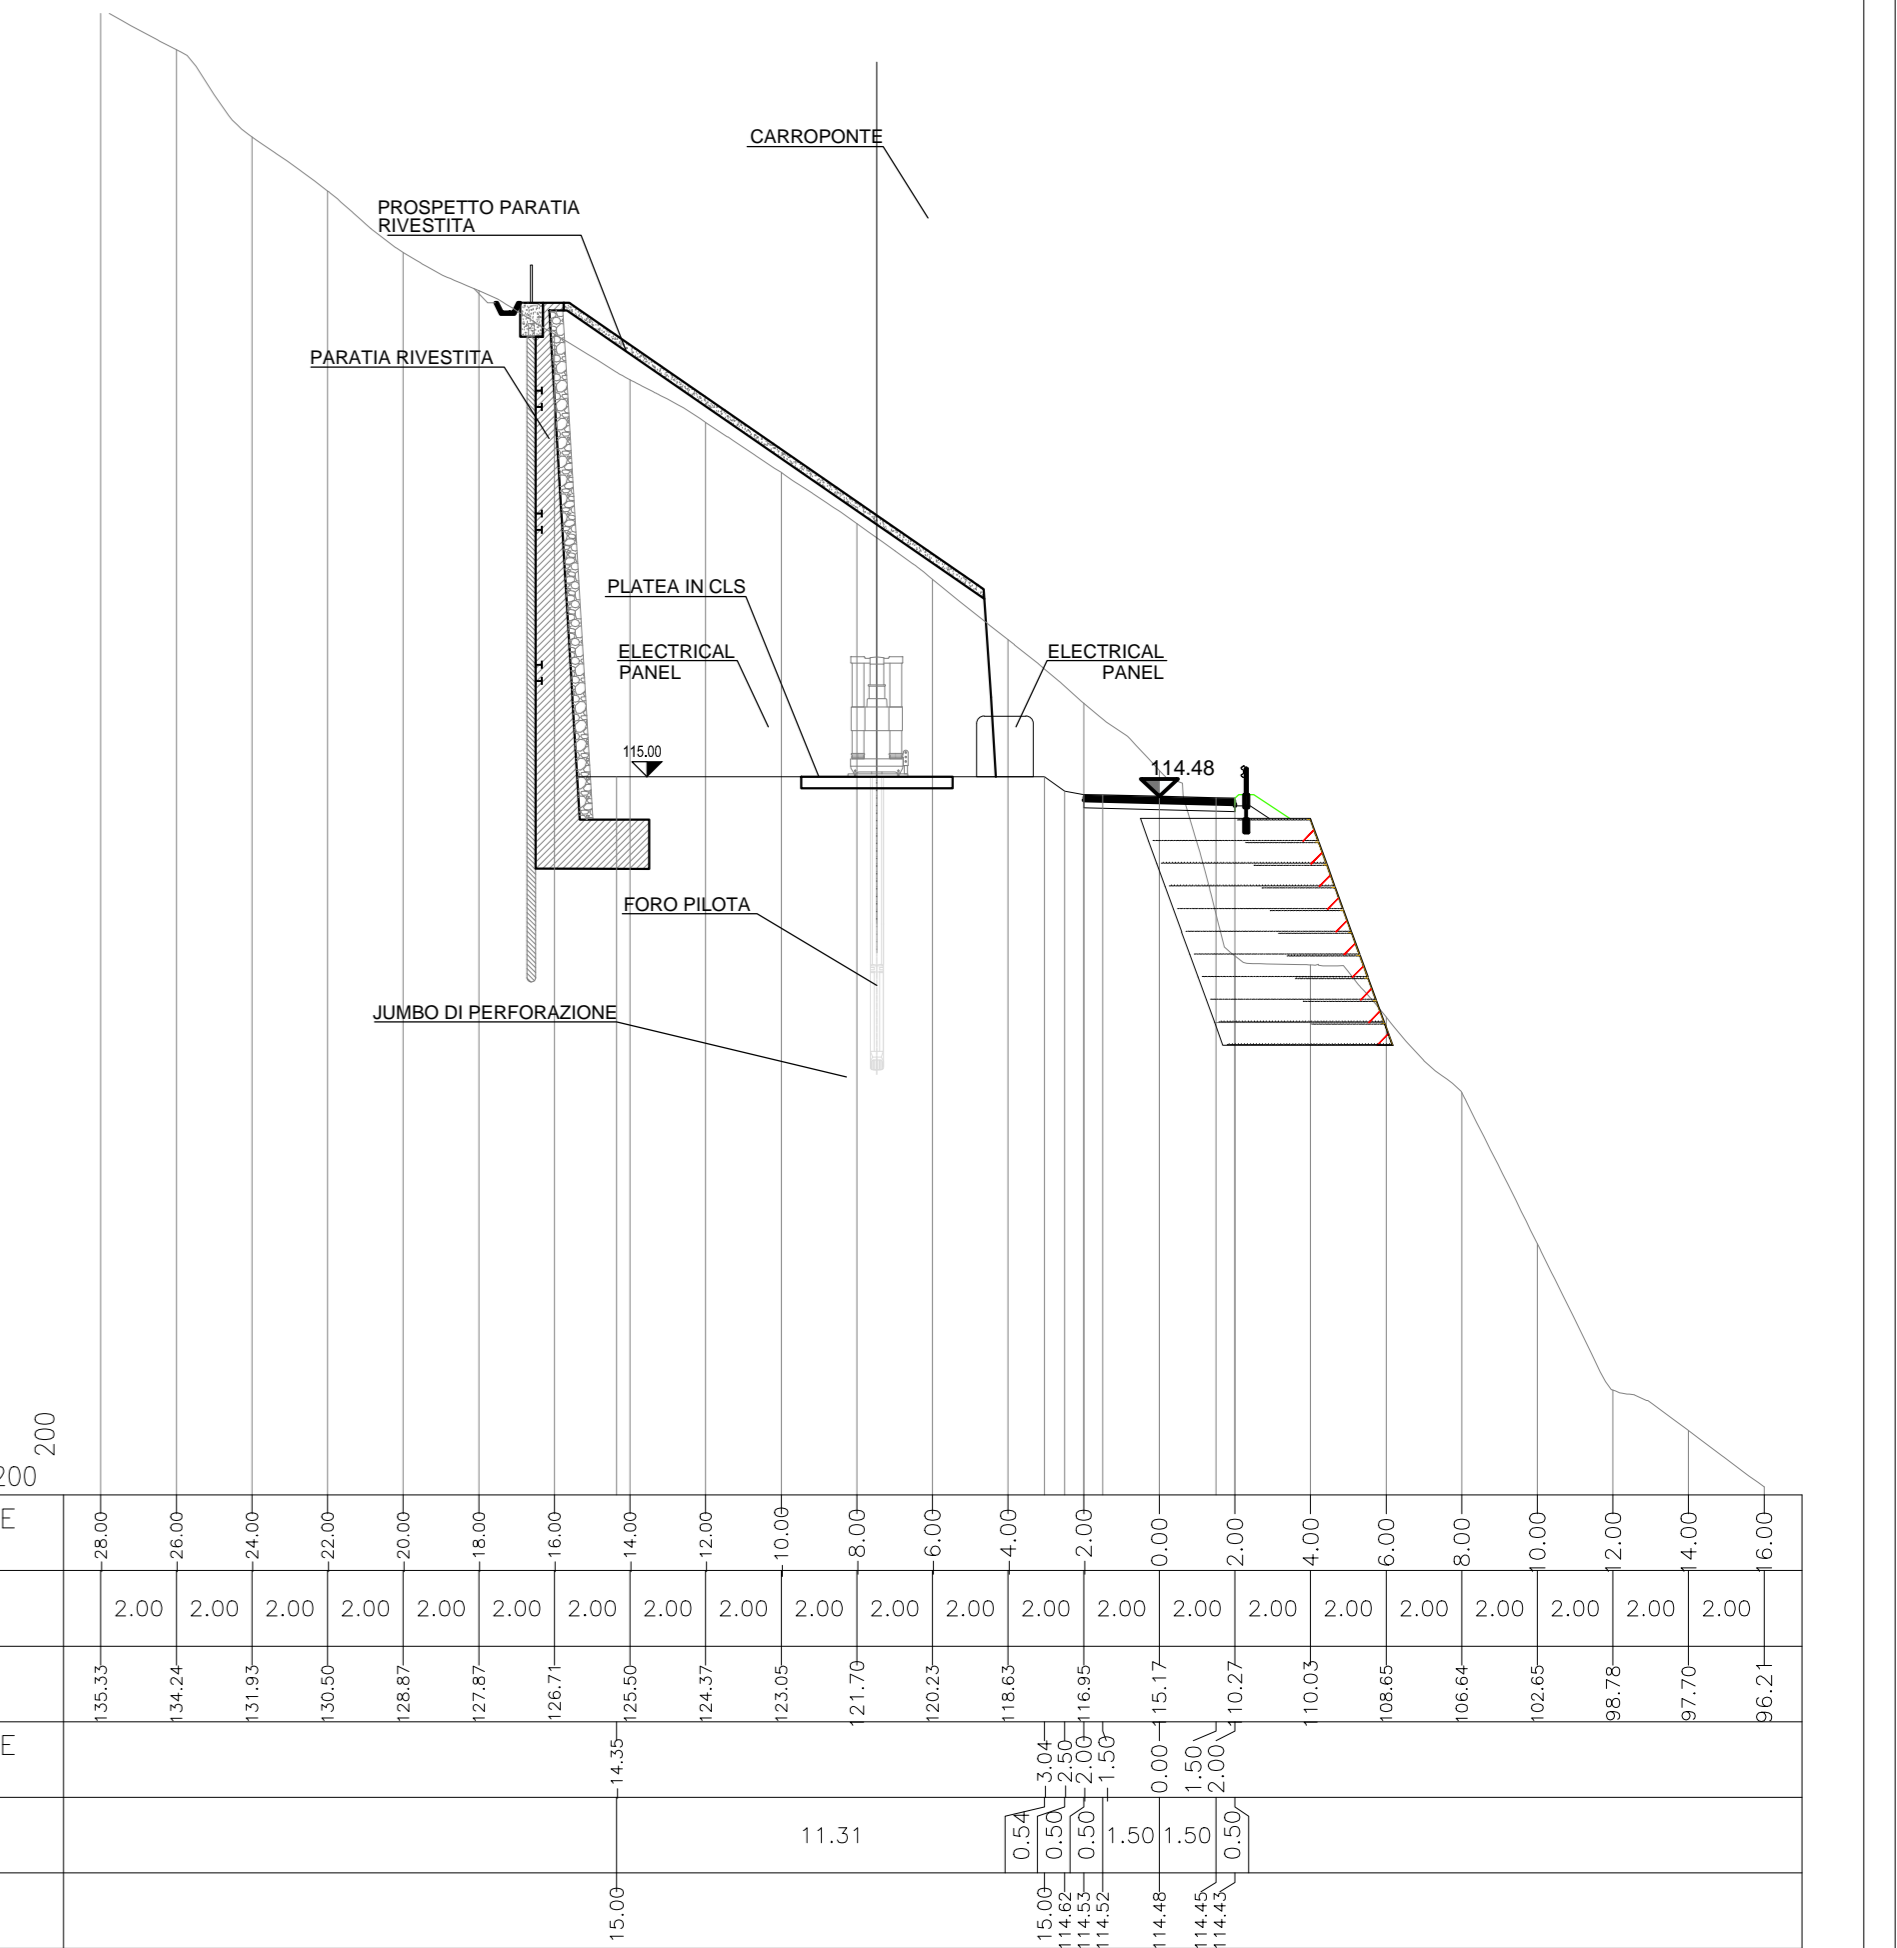 CARROPONTE
PROSPETTO PARATIA
RIVESTITA
PARATIA RIVESTITA
PLATEA IN CLS
ELECTRICAL
PANEL
ELECTRICAL
PANEL
115.00
114.48
FORO PILOTA
JUMBO DI PERFORAZIONE
200
200
E
-28.00 -26.00 -24.00 -22.00 -20.00 -18.00 -16.00 -14.00 -12.00 -10.00 -8.00 -6.00 -4.00 -2.00 0.00 2.00 4.00 6.00 8.00 10.00 12.00 14.00 16.00
2.00 2.00 2.00 2.00 2.00 2.00 2.00 2.00 2.00 2.00 2.00 2.00 2.00 2.00 2.00 2.00 2.00 2.00 2.00 2.00 2.00 2.00
135.33 134.24 131.93 130.50 128.87 127.87 126.71 125.50 124.37 123.05 121.70 120.23 118.63 116.95 115.17 110.27 110.03 108.65 106.64 102.65 98.78 97.70 96.21
E
-14.35 -3.04 -2.50 -2.00 -1.50 0.00 1.50 2.00
11.31 0.54 0.50 0.50 1.50 1.50 0.50
15.00 15.00 114.62 114.53 114.52 114.48 114.45 114.43